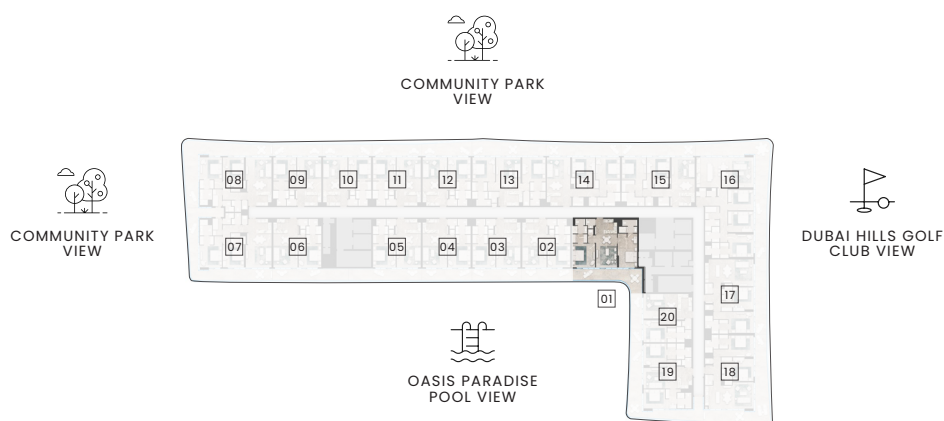 COMMUNITY PARK
VIEW
COMMUNITY PARK
VIEW
08
09
10
11
12
13
14
15
16
DUBAI HILLS GOLF
CLUB VIEW
07
06
05
04
03
02
01
17
20
19
18
OASIS PARADISE
POOL VIEW